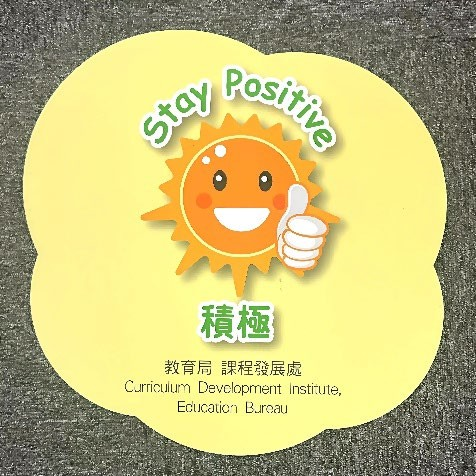 Stay Positive
積極
教育局 課程發展處
Curriculum Development Institute,
Education Bureau